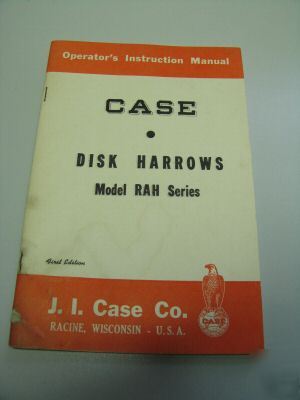 Operator's Instruction Manual
CASE
•
DISK HARROWS
Model RAH Series
First Edition
J. I. Case Co.
RACINE, WISCONSIN - U.S.A.
CASE